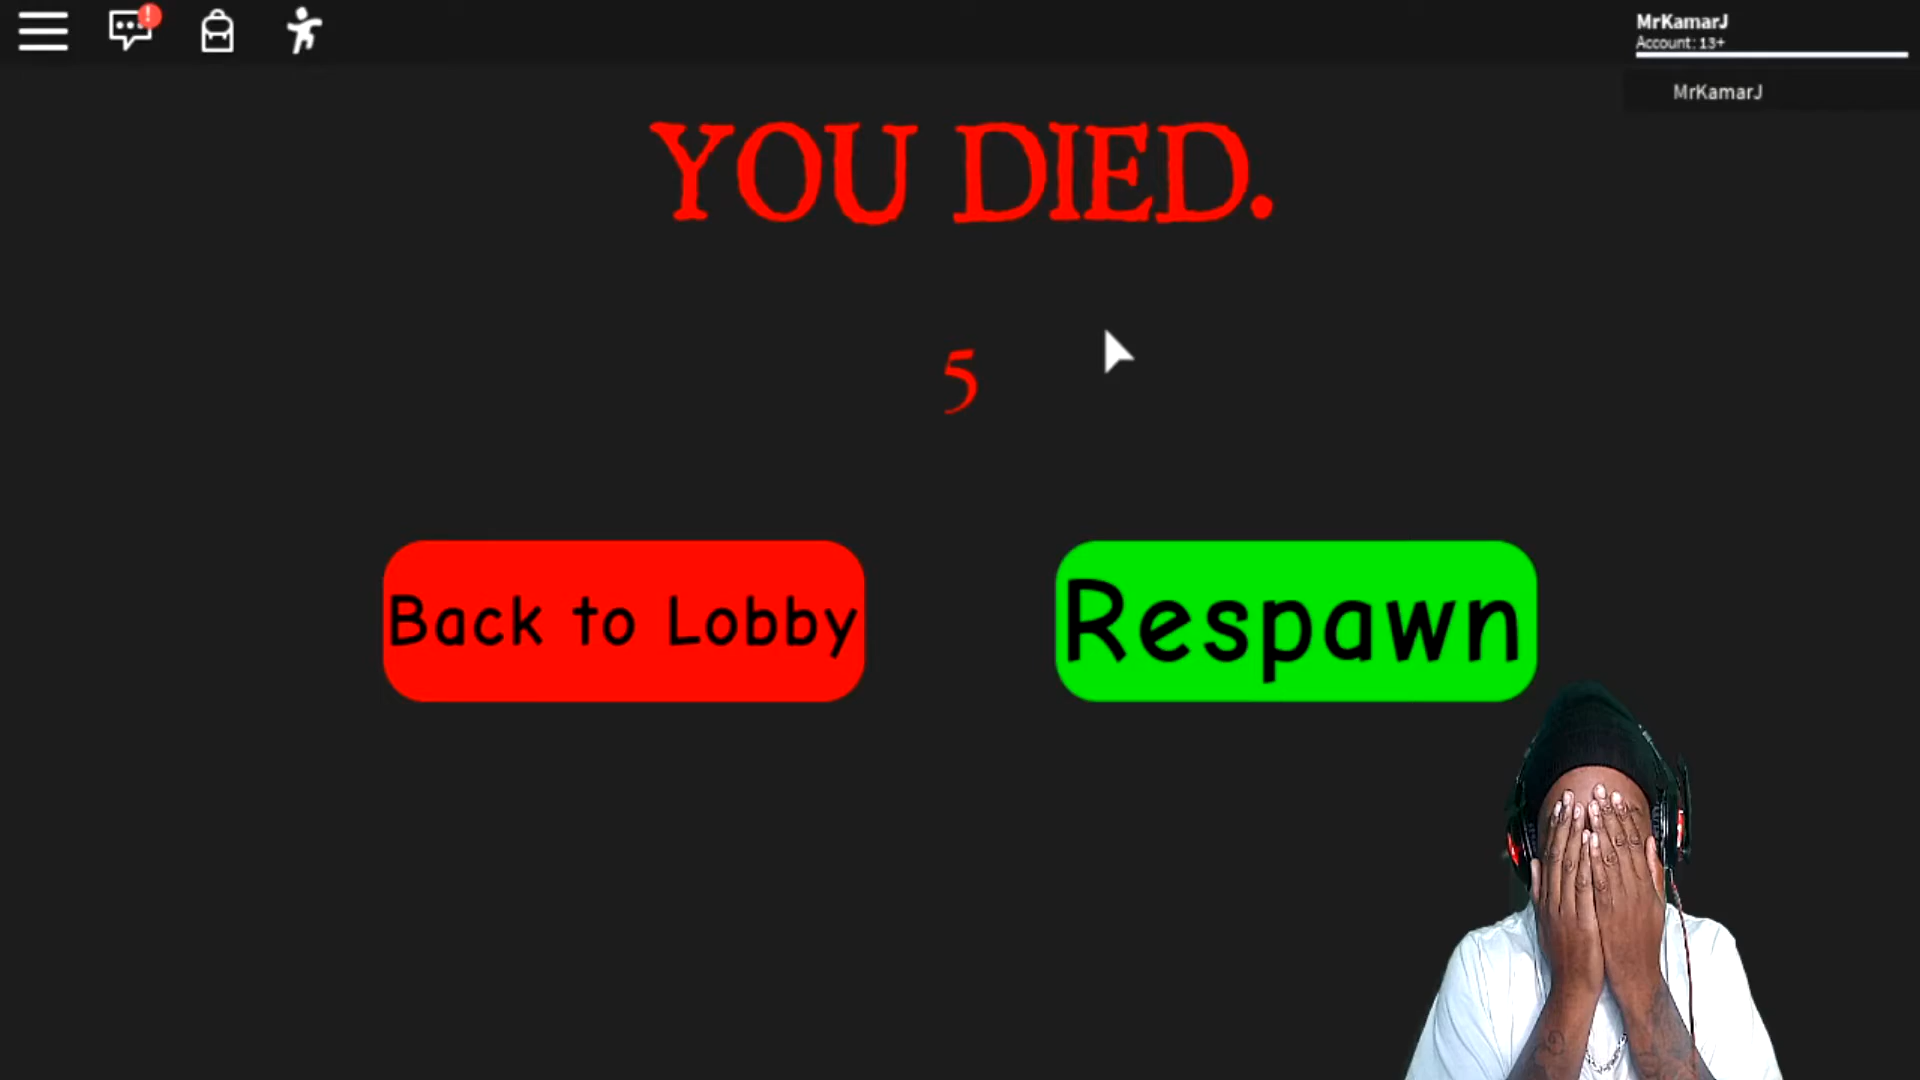 MrKamarJ
Account: 13+
MrKamarJ
YOU DIED.
5
Back to Lobby
Respawn